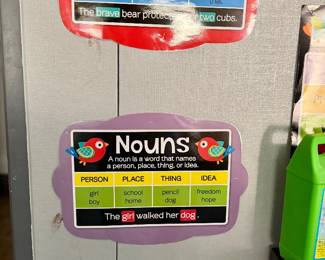 that
The brave bear protected her two cubs.
Nouns
A noun is a word that names
a person, place, thing, or idea.
PERSON PLACE THING IDEA
girl school pencil freedom
boy home dog hope
The girl walked her dog.